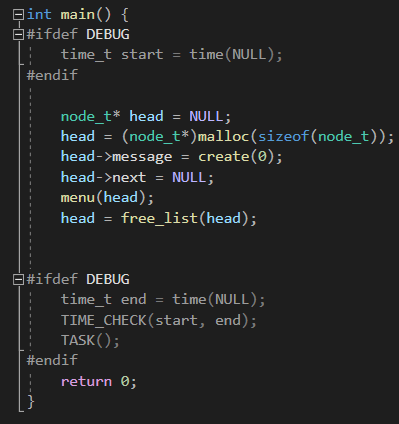 int main() {
#ifdef DEBUG
    time_t start = time(NULL);
#endif

    node_t* head = NULL;
    head = (node_t*)malloc(sizeof(node_t));
    head->message = create(0);
    head->next = NULL;
    menu(head);
    head = free_list(head);


#ifdef DEBUG
    time_t end = time(NULL);
    TIME_CHECK(start, end);
    TASK();
#endif
    return 0;
}